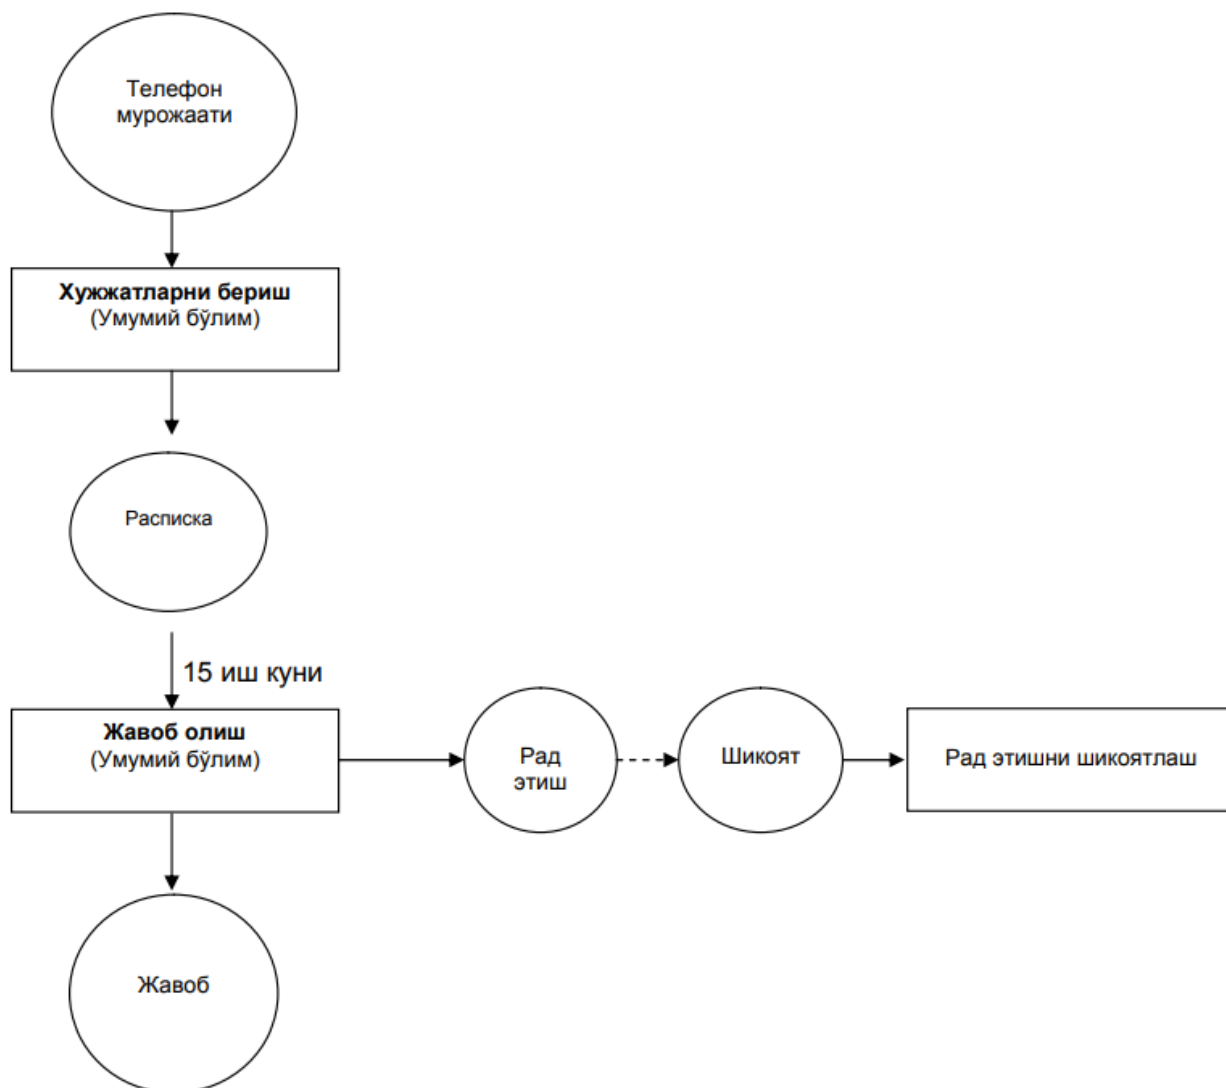 Телефон
мурожаати
Хужжатларни бериш
(Умумий бўлим)
Расписка
15 иш куни
Жавоб олиш
(Умумий бўлим)
Рад
этиш
Шикоят
Рад этишни шикоятлаш
Жавоб